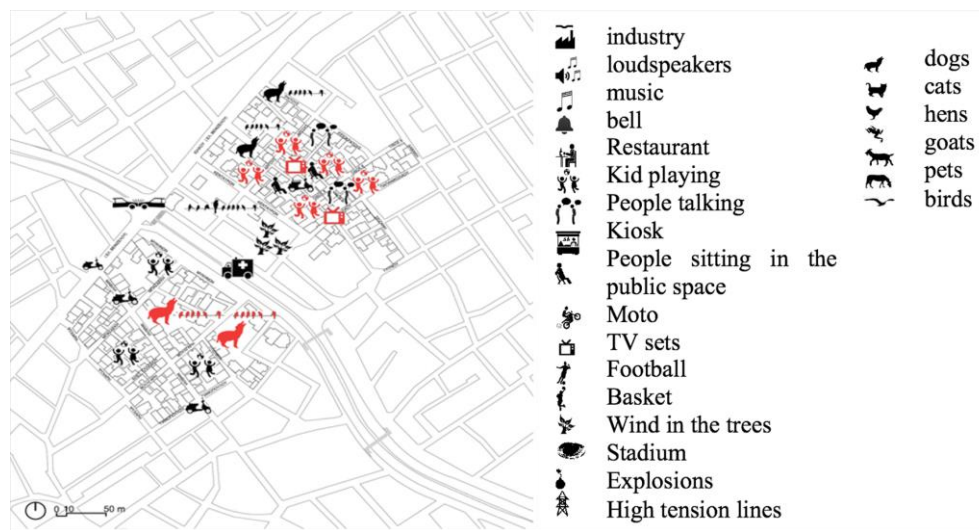 industry
loudspeakers
music
bell
Restaurant
Kid playing
People talking
Kiosk
People sitting in the
public space
Moto
TV sets
Football
Basket
Wind in the trees
Stadium
Explosions
High tension lines
dogs
cats
hens
goats
pets
birds
0 10 50 m